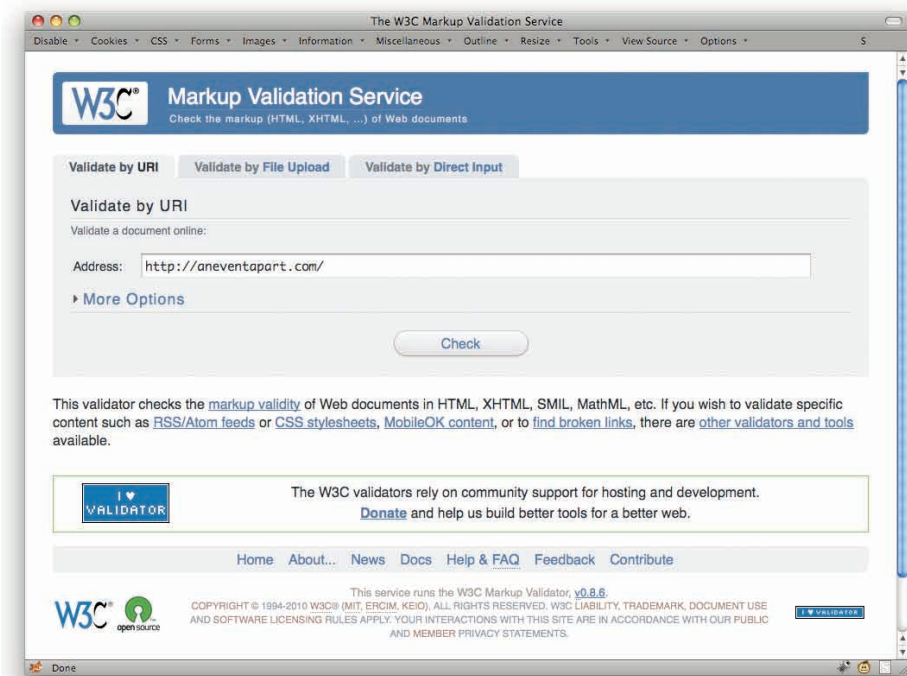 The W3C Markup Validation Service
Disable Cookies CSS Forms Images Information Miscellaneous Outline Resize Tools View Source Options S
W3C®
Markup Validation Service
Check the markup (HTML, XHTML, ...) of Web documents
Validate by URI Validate by File Upload Validate by Direct Input
Validate by URI
Validate a document online:
Address: http://aneventapart.com/
More Options
Check
This validator checks the markup validity of Web documents in HTML, XHTML, SMIL, MathML, etc. If you wish to validate specific
content such as RSS/Atom feeds or CSS stylesheets, MobileOK content, or to find broken links, there are other validators and tools
available.
I ♥
VALIDATOR
The W3C validators rely on community support for hosting and development.
Donate and help us build better tools for a better web.
Home About... News Docs Help & FAQ Feedback Contribute
W3C®
open source
This service runs the W3C Markup Validator, v0.8.6.
COPYRIGHT © 1994-2010 W3C® (MIT, ERCIM, KEIO), ALL RIGHTS RESERVED. W3C LIABILITY, TRADEMARK, DOCUMENT USE
AND SOFTWARE LICENSING RULES APPLY. YOUR INTERACTIONS WITH THIS SITE ARE IN ACCORDANCE WITH OUR PUBLIC
AND MEMBER PRIVACY STATEMENTS.
I ♥ VALIDATOR
Done